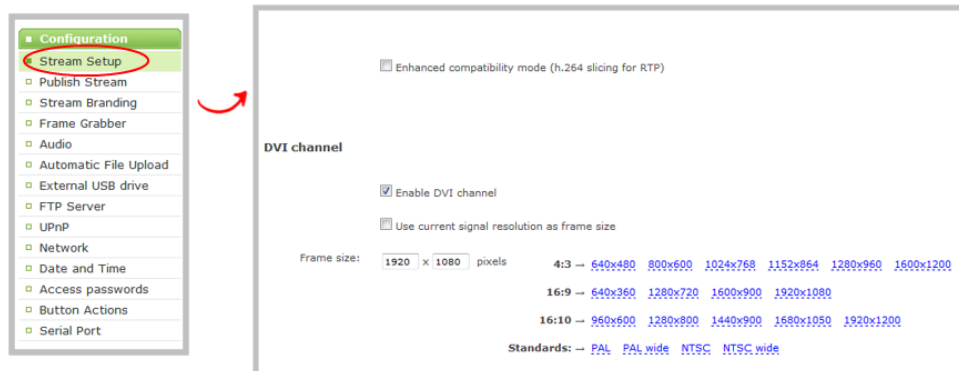 Configuration
Stream Setup
Publish Stream
Stream Branding
Frame Grabber
Audio
Automatic File Upload
External USB drive
FTP Server
UPnP
Network
Date and Time
Access passwords
Button Actions
Serial Port
Enhanced compatibility mode (h.264 slicing for RTP)
DVI channel
Enable DVI channel
Use current signal resolution as frame size
Frame size: 1920 x 1080 pixels 4:3 → 640x480 800x600 1024x768 1152x864 1280x960 1600x1200
16:9 → 640x360 1280x720 1600x900 1920x1080
16:10 → 960x600 1280x800 1440x900 1680x1050 1920x1200
Standards: → PAL PAL wide NTSC NTSC wide